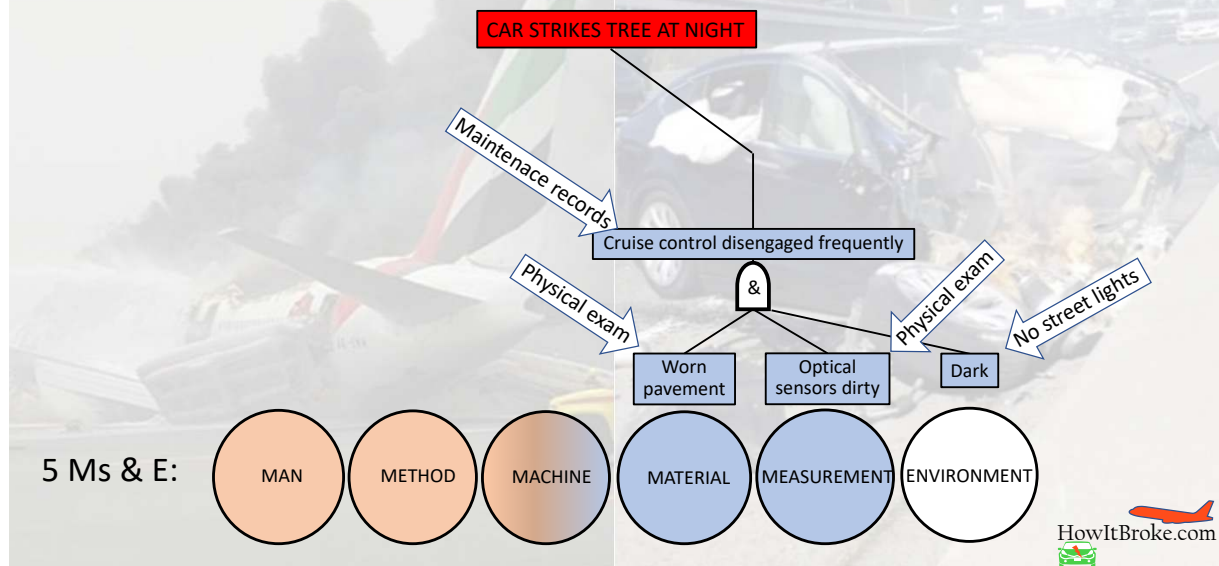 CAR STRIKES TREE AT NIGHT
Maintenace records
Cruise control disengaged frequently
&
Physical exam
Physical exam
No street lights
Worn
pavement
Optical
sensors dirty
Dark
5 Ms & E:
MAN
METHOD
MACHINE
MATERIAL
MEASUREMENT
ENVIRONMENT
HowItBroke.com